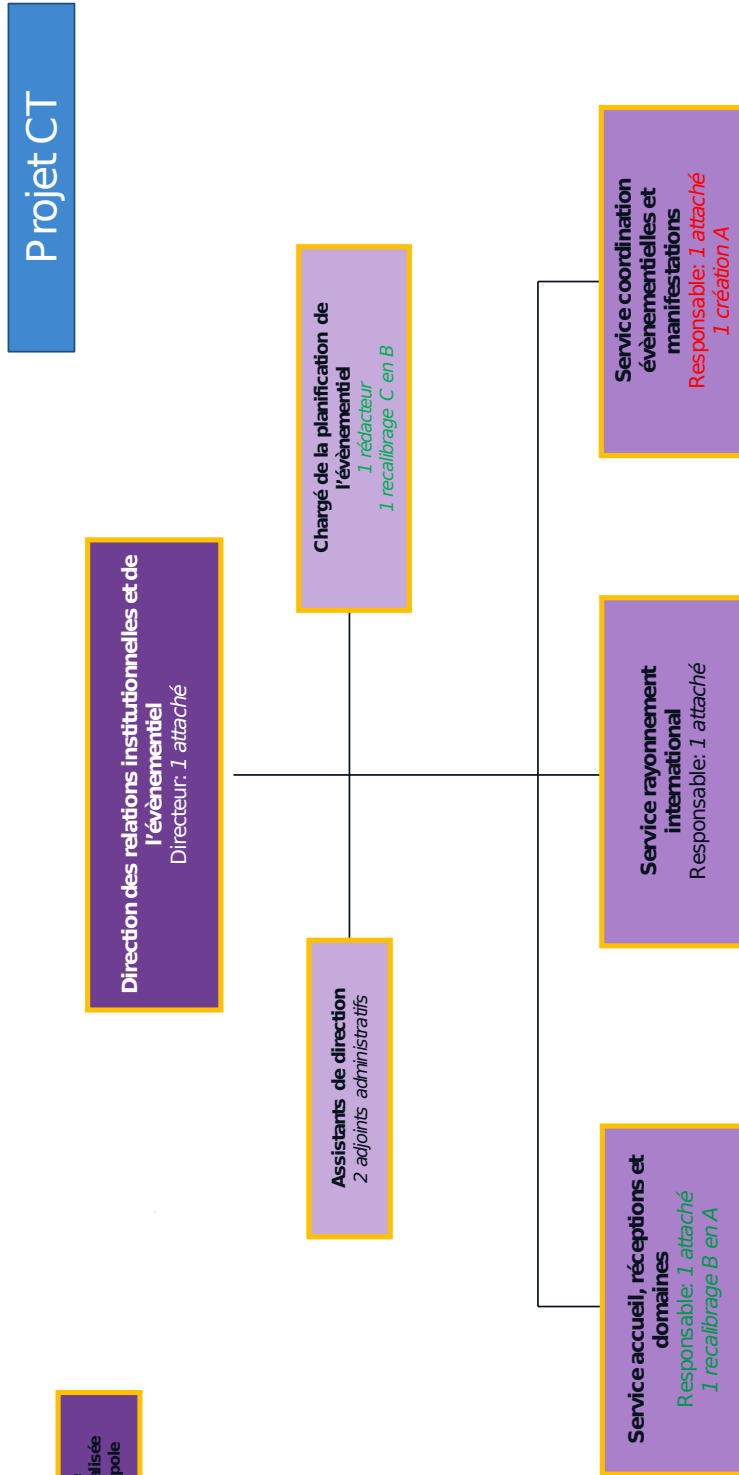 Projet CT
Direction des relations institutionnelles et de
l'évènementiel
Directeur: 1 attaché
Assistants de direction
2 adjoints administratifs
Chargé de la planification de
l'évènementiel
1 rédacteur
1 recalibrage C en B
Service accueil, réceptions et
domaines
Responsable: 1 attaché
1 recalibrage B en A
Service rayonnement
international
Responsable: 1 attaché
Service coordination
évènementielles et
manifestations
Responsable: 1 attaché
1 création A